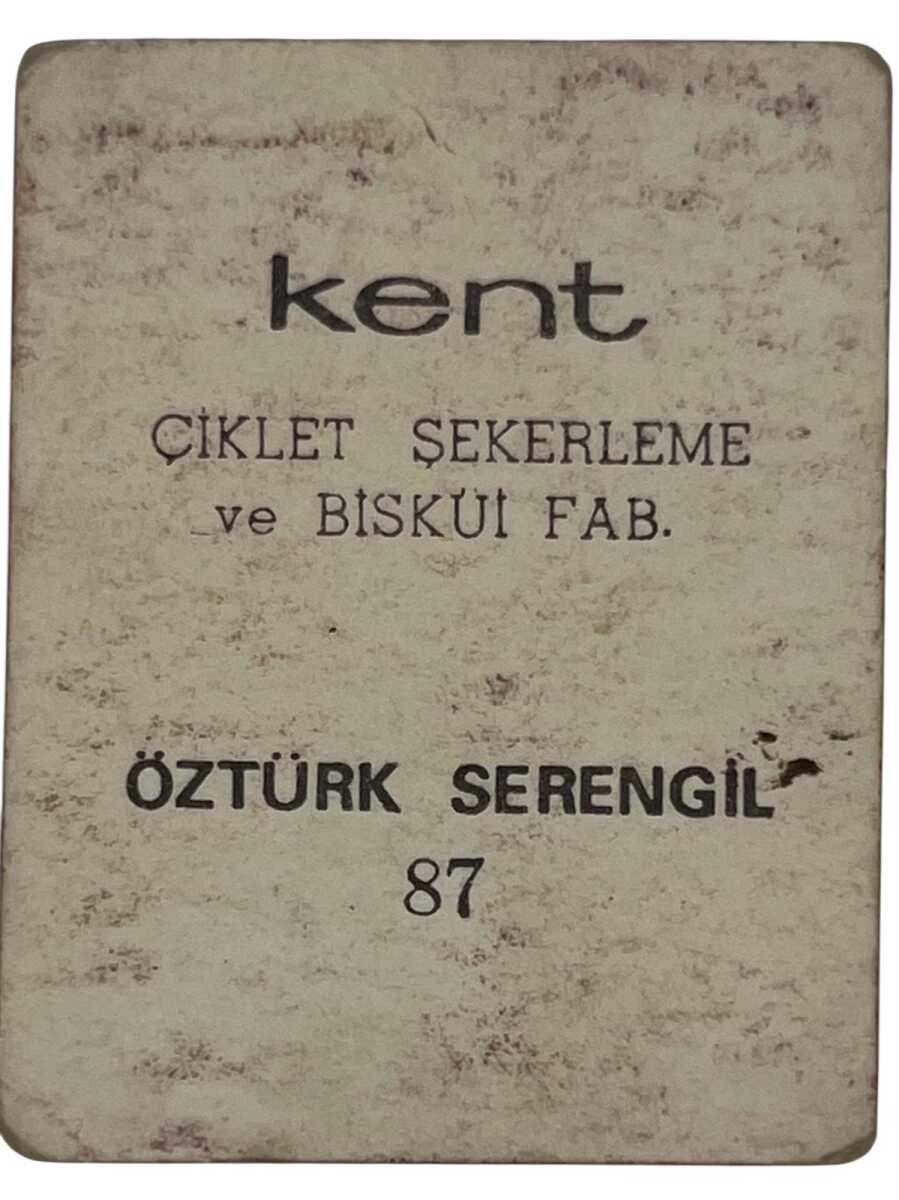 kent
ÇİKLET ŞEKERLEME
ve BİSKÜİ FAB.
ÖZTÜRK SERENGİL
87